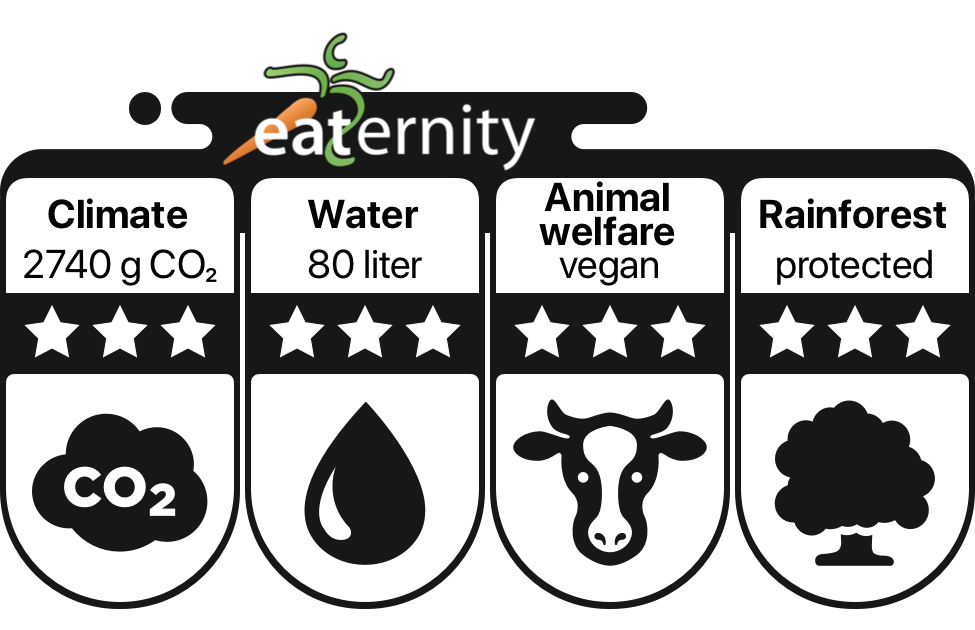 eaternity
Climate
2740 g CO₂
Water
80 liter
Animal
welfare
vegan
Rainforest
protected
CO₂